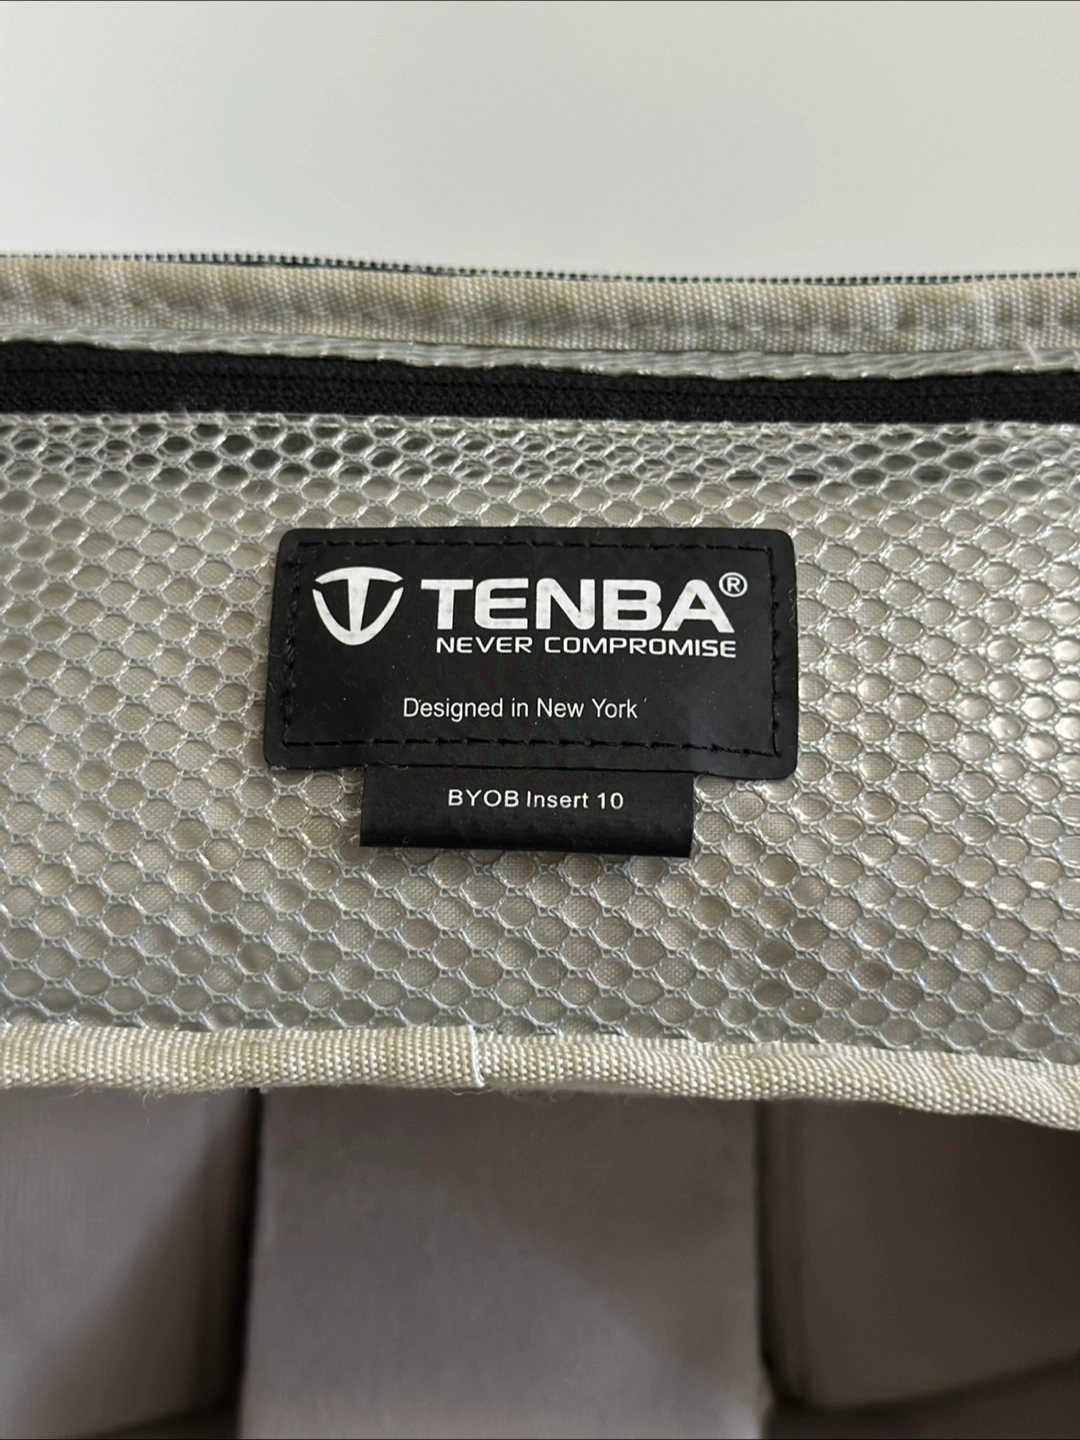 TENBA®
NEVER COMPROMISE
Designed in New York
BYOB Insert 10